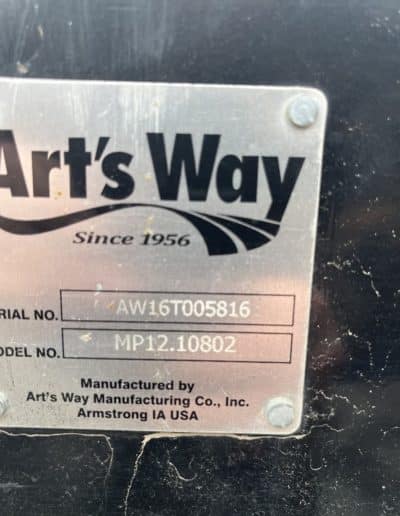 Art's Way
Since 1956
RIAL NO. AW16T005816
ODEL NO. MP12.10802
Manufactured by
Art's Way Manufacturing Co., Inc.
Armstrong IA USA